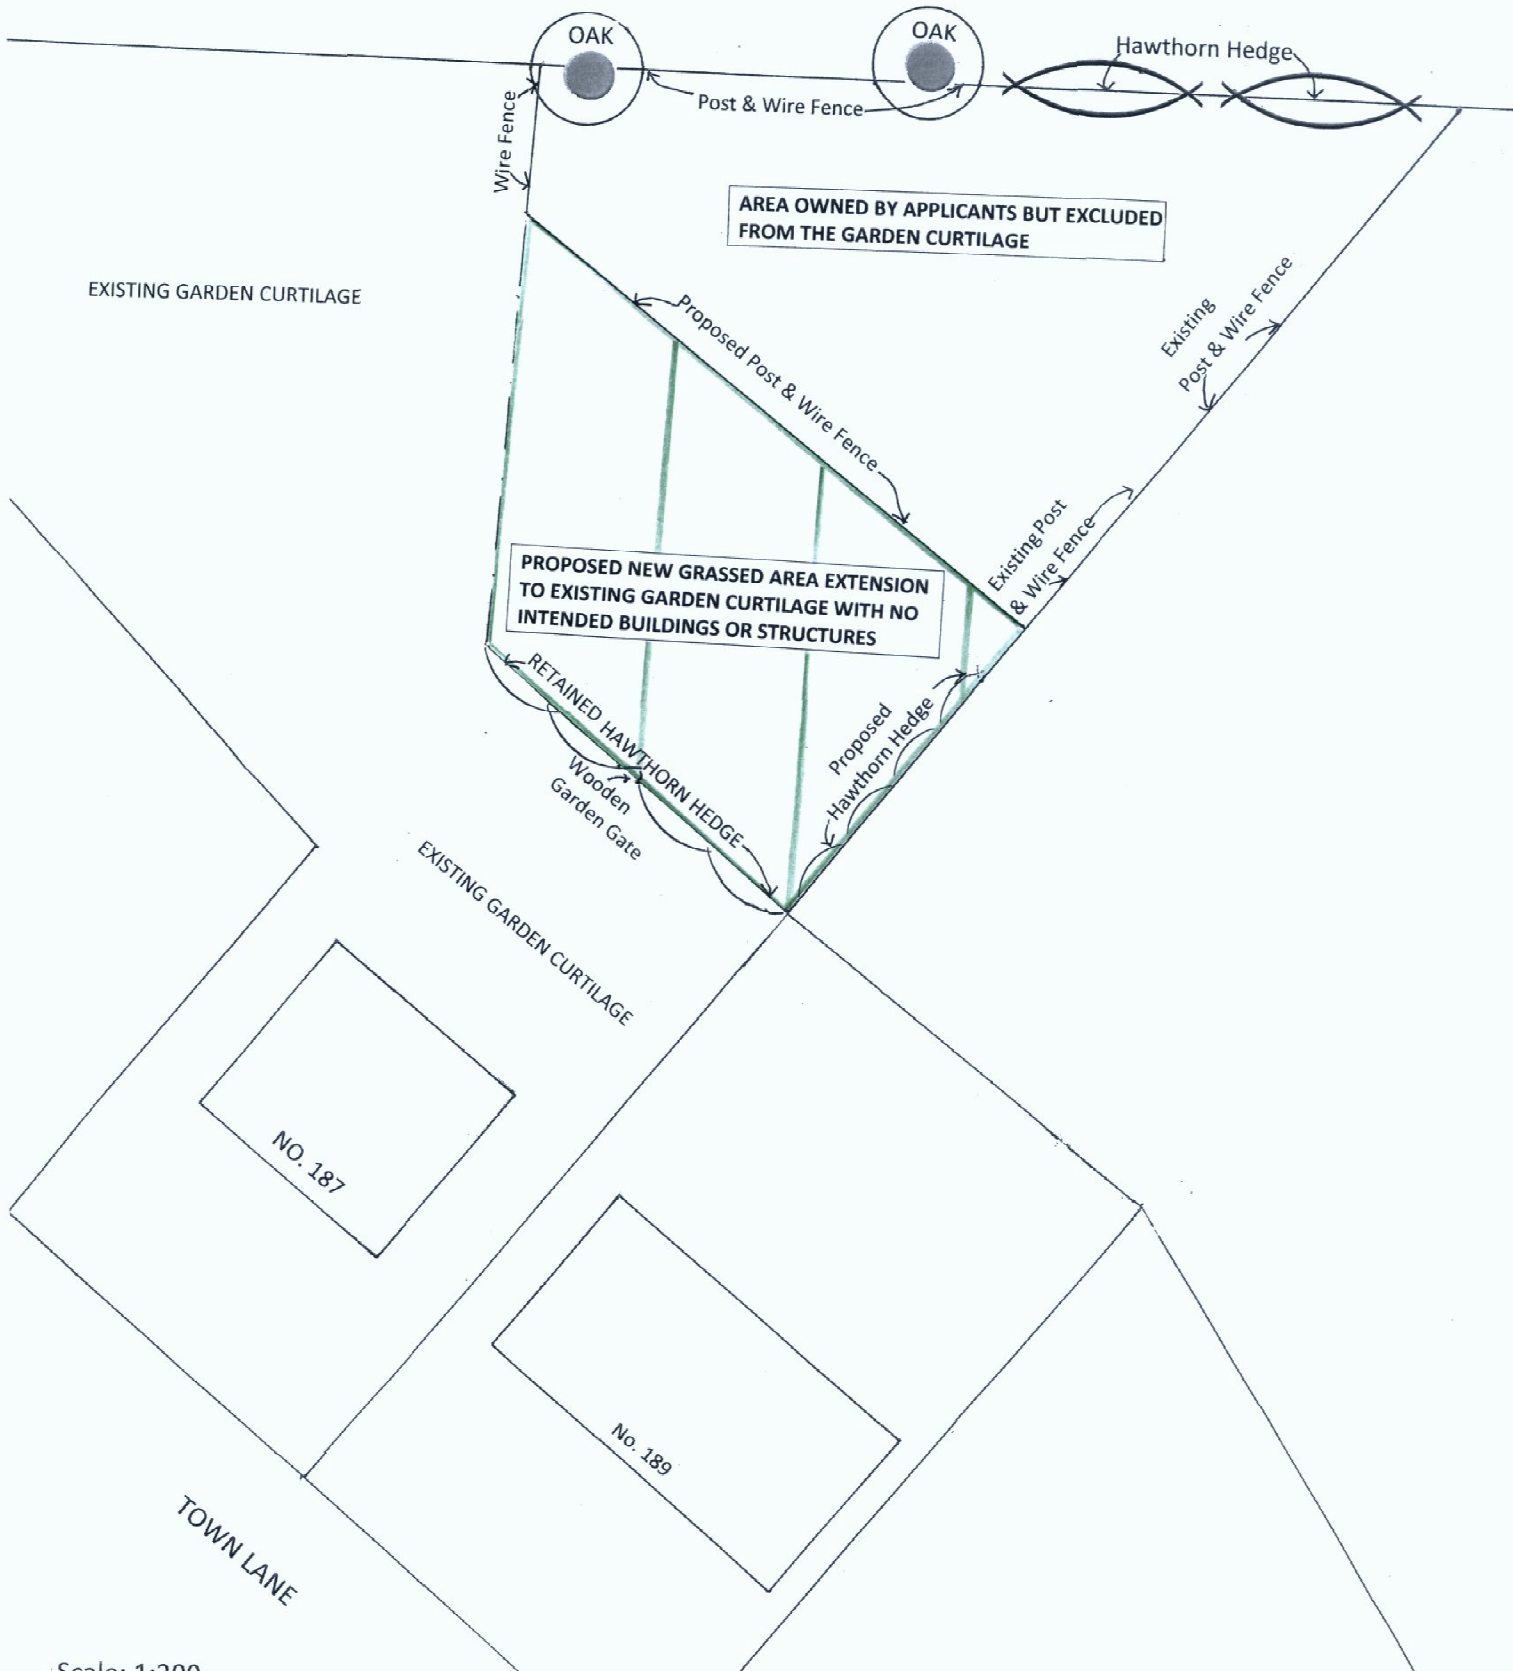 OAK
OAK
Hawthorn Hedge
Post & Wire Fence
Wire Fence
AREA OWNED BY APPLICANTS BUT EXCLUDED
FROM THE GARDEN CURTILAGE
EXISTING GARDEN CURTILAGE
Existing
Post & Wire Fence
Proposed Post & Wire Fence
Existing Post
& Wire Fence
PROPOSED NEW GRASSED AREA EXTENSION
TO EXISTING GARDEN CURTILAGE WITH NO
INTENDED BUILDINGS OR STRUCTURES
RETAINED HAWTHORN HEDGE
Proposed
Hawthorn Hedge
Wooden
Garden Gate
EXISTING GARDEN CURTILAGE
NO. 187
No. 189
TOWN LANE